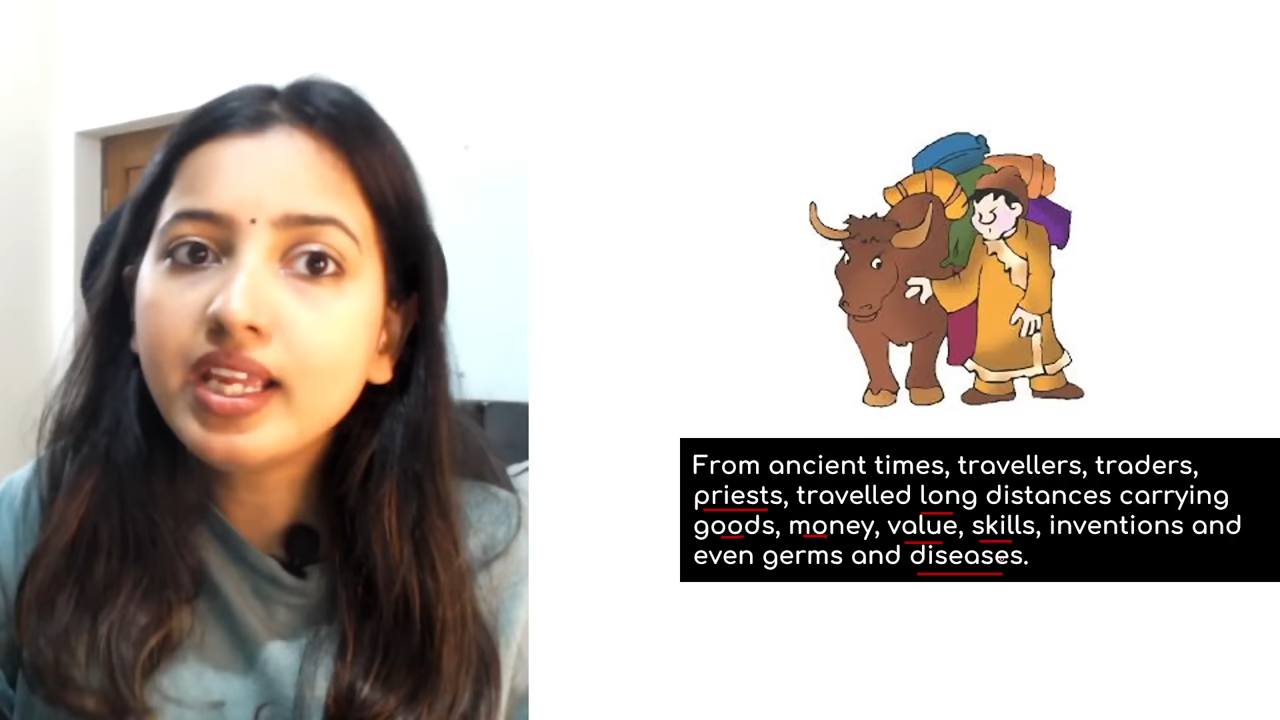 From ancient times, travellers, traders,
priests, travelled long distances carrying
goods, money, value, skills, inventions and
even germs and diseases.